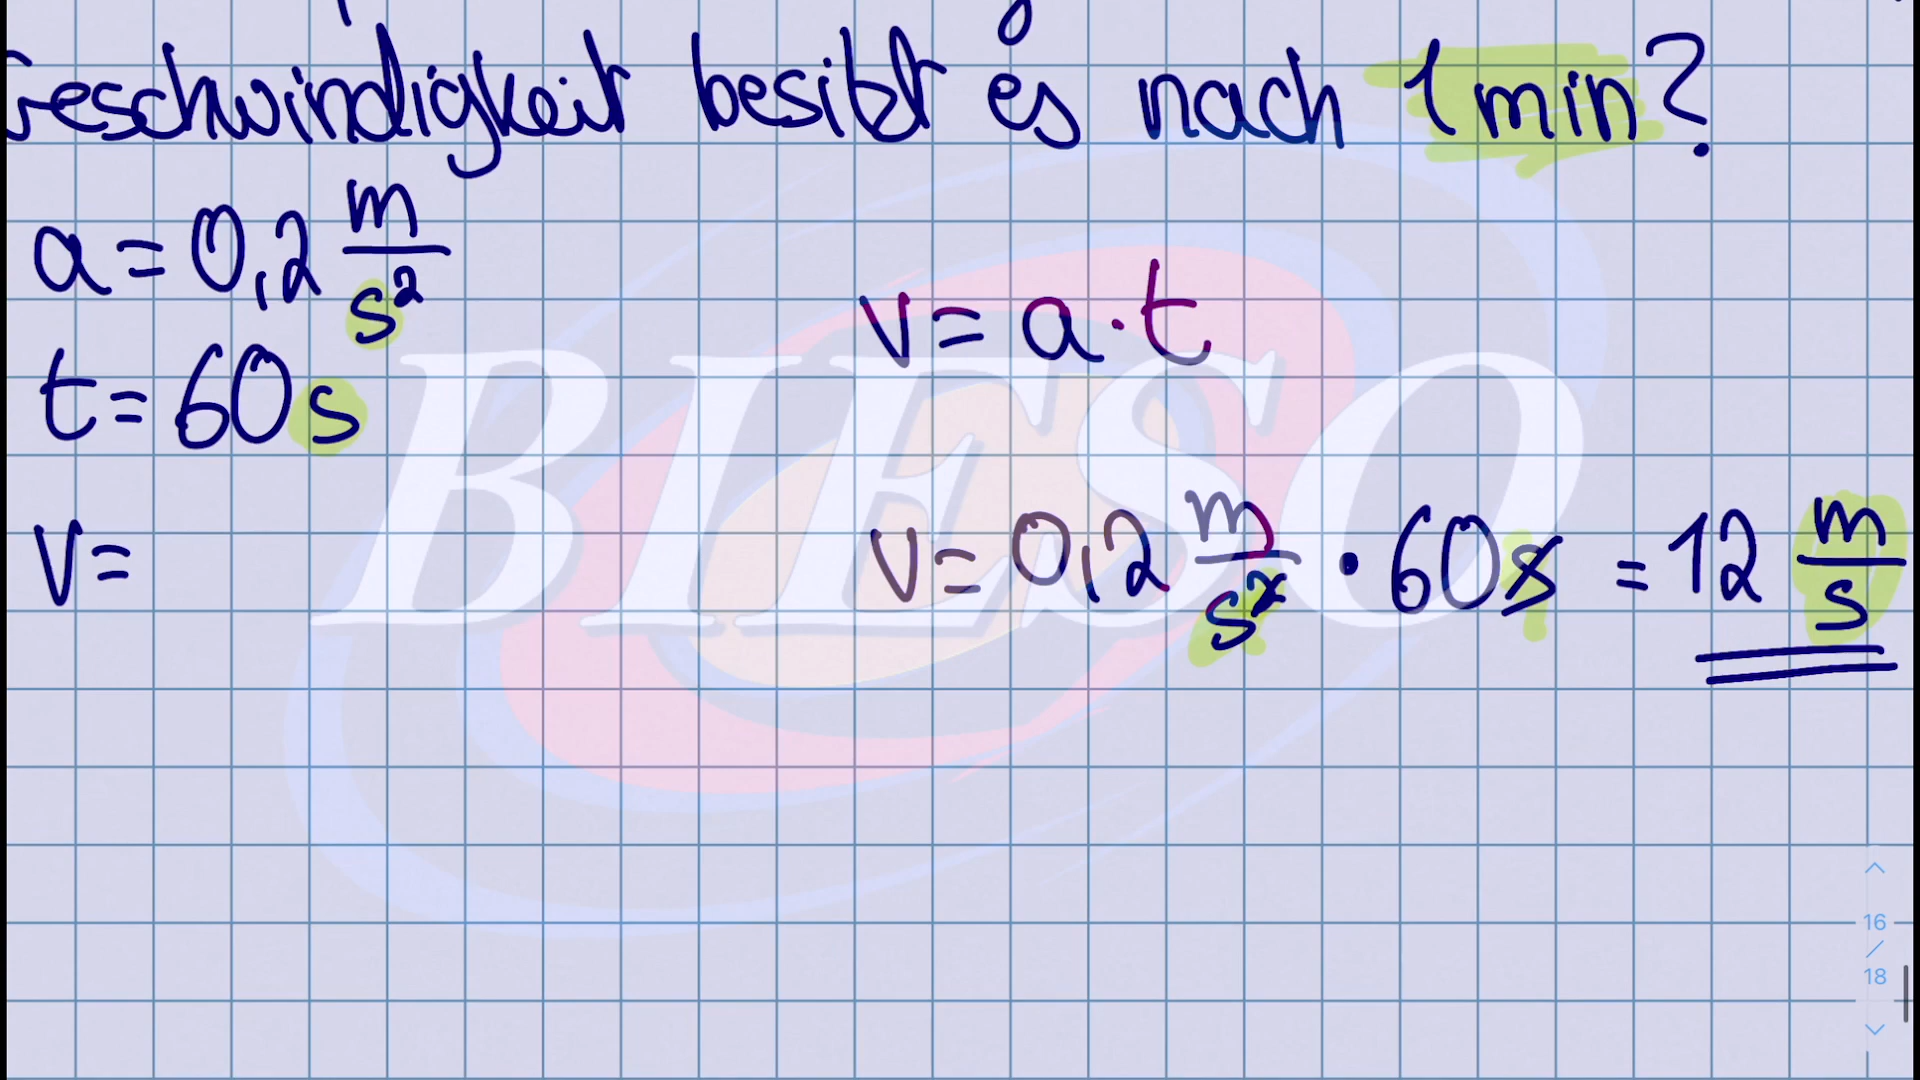 Geschwindigkeit besitzt es nach 1 min?
a = 0,2 m/s²
v = a · t
t = 60 s
v =
v = 0,2 m/s² · 60 s = 12 m/s
BIESO
16
/
18